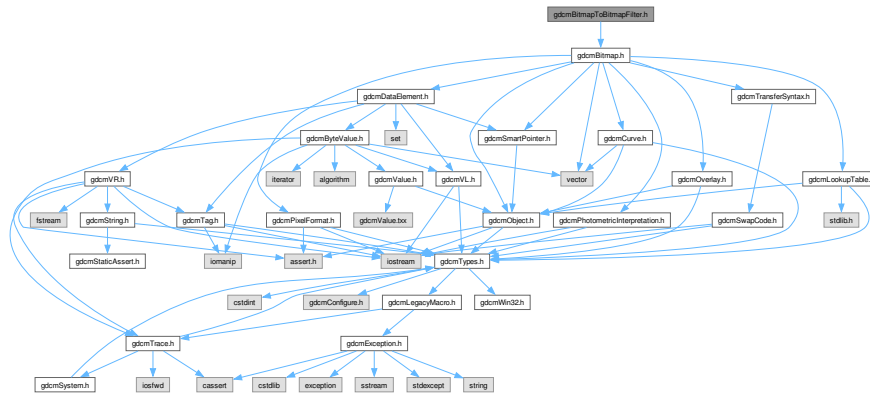 gdcmBitmapToBitmapFilter.h
gdcmBitmap.h
gdcmDataElement.h
gdcmTransferSyntax.h
gdcmByteValue.h
set
gdcmSmartPointer.h
gdcmCurve.h
gdcmVR.h
iterator
algorithm
gdcmValue.h
gdcmVL.h
vector
gdcmOverlay.h
gdcmLookupTable.
fstream
gdcmString.h
gdcmTag.h
gdcmPixelFormat.h
gdcmValue.txx
gdcmObject.h
gdcmPhotometricInterpretation.h
gdcmSwapCode.h
stdlib.h
gdcmStaticAssert.h
iomanip
assert.h
iostream
gdcmTypes.h
cstdint
gdcmConfigure.h
gdcmLegacyMacro.h
gdcmWin32.h
gdcmTrace.h
gdcmException.h
gdcmSystem.h
iosfwd
cassert
cstdlib
exception
sstream
stdexcept
string